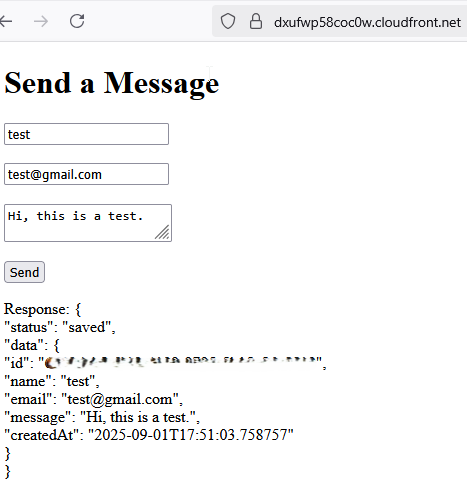 dxufwp58coc0w.cloudfront.net
Send a Message
test
test@gmail.com
Hi, this is a test.
Send
Response: {
"status": "saved",
"data": {
"id": "",
"name": "test",
"email": "test@gmail.com",
"message": "Hi, this is a test.",
"createdAt": "2025-09-01T17:51:03.758757"
}
}